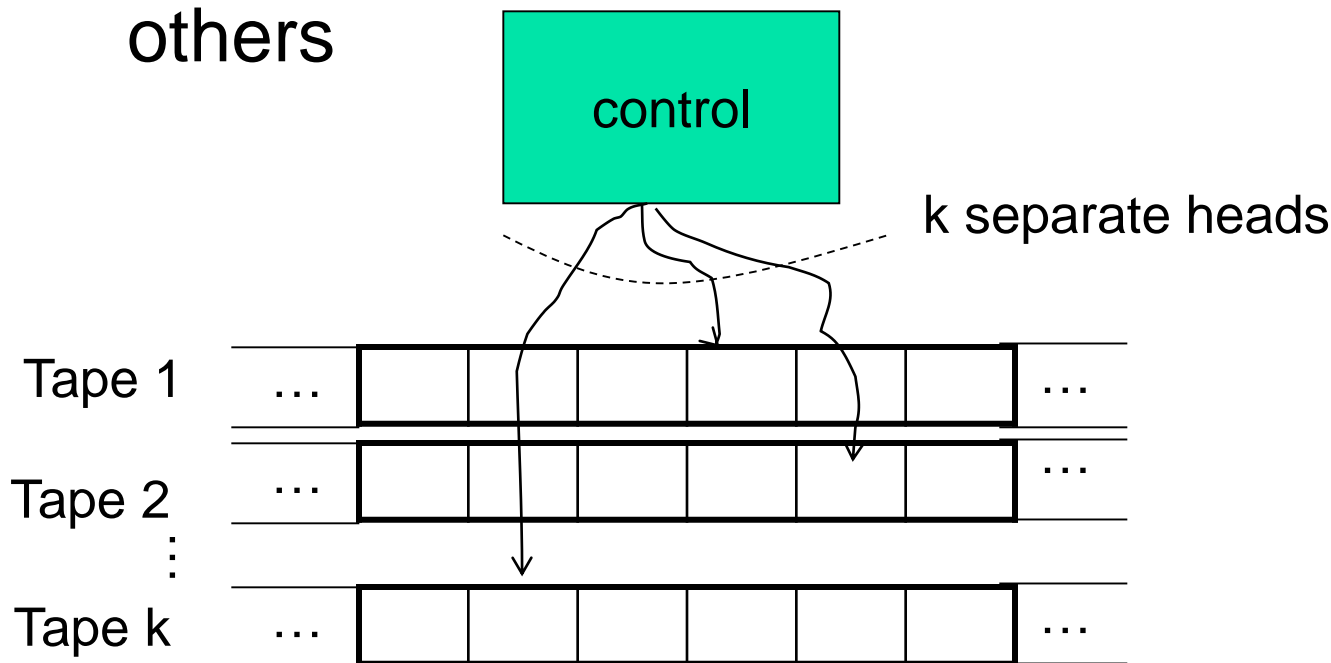 others
control
k separate heads
Tape 1 … …
Tape 2 … …
⋮
Tape k … …